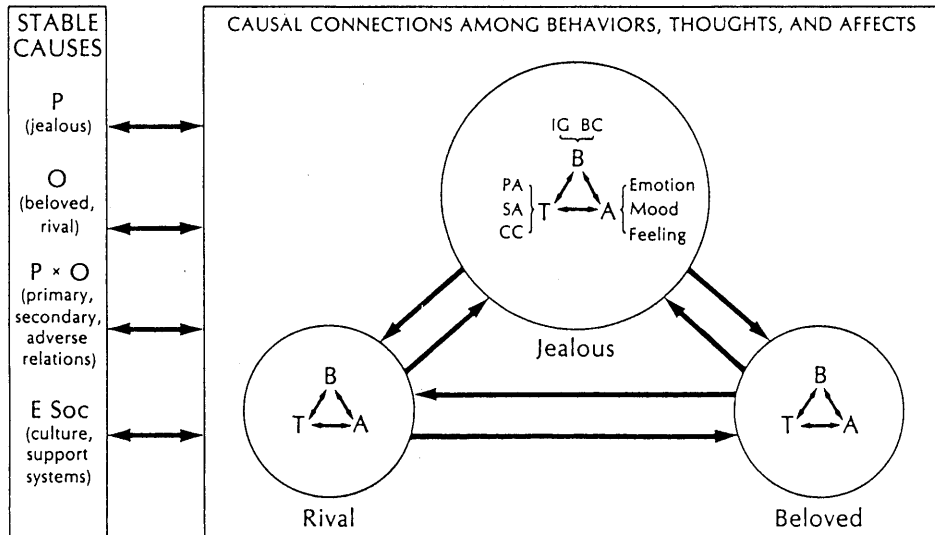 STABLE
CAUSES
P
(jealous)
O
(beloved,
rival)
P × O
(primary,
secondary,
adverse
relations)
E Soc
(culture,
support
systems)
CAUSAL CONNECTIONS AMONG BEHAVIORS, THOUGHTS, AND AFFECTS
IG BC
B
PA
SA
CC
T
A
Emotion
Mood
Feeling
Jealous
B
T
A
Rival
B
T
A
Beloved